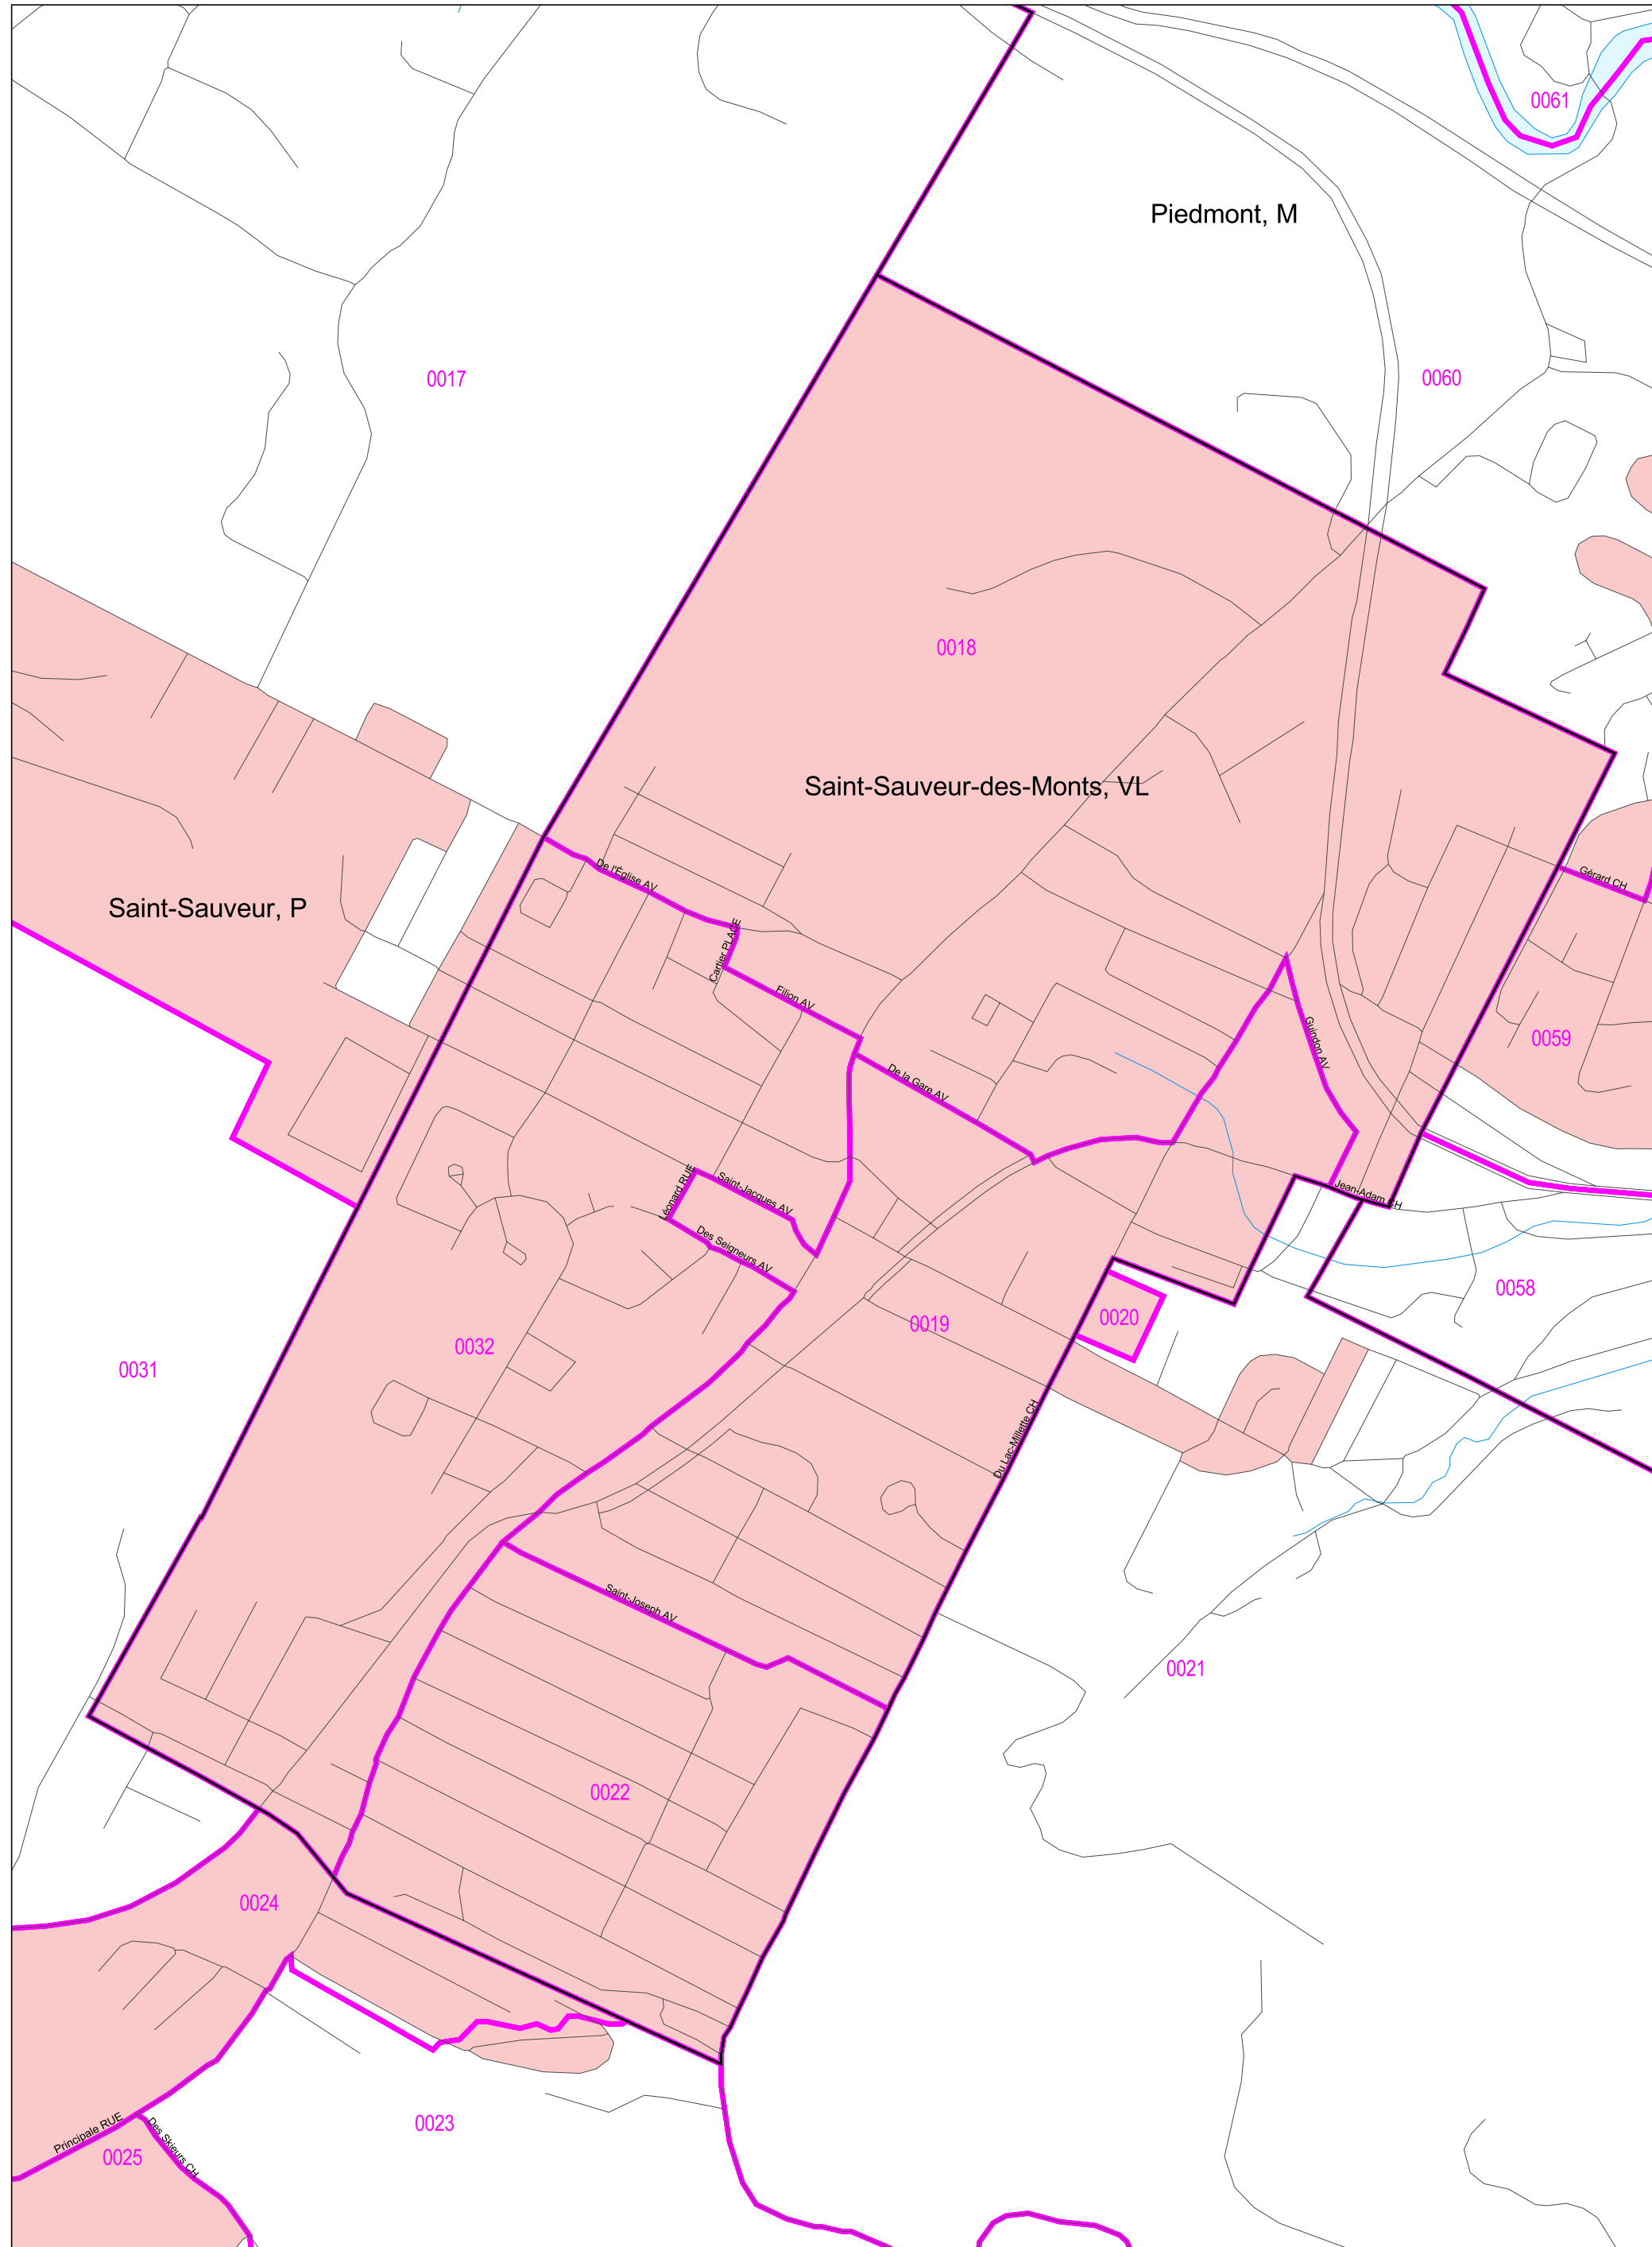 0061
Piedmont, M
0017
0060
0018
Saint-Sauveur-des-Monts, VL
De l'Église AV
Gérard CH
Saint-Sauveur, P
Cartier PLACE
Filion AV
Guindon AV
0059
De la Gare AV
Léonard RUE
Saint-Jacques AV
Jean-Adam CH
Des Seigneurs AV
0058
0020
0019
0032
0031
Du Lac-Millette CH
Saint-Joseph AV
0021
0022
0024
0023
Principale RUE
Des Skieurs CH
0025